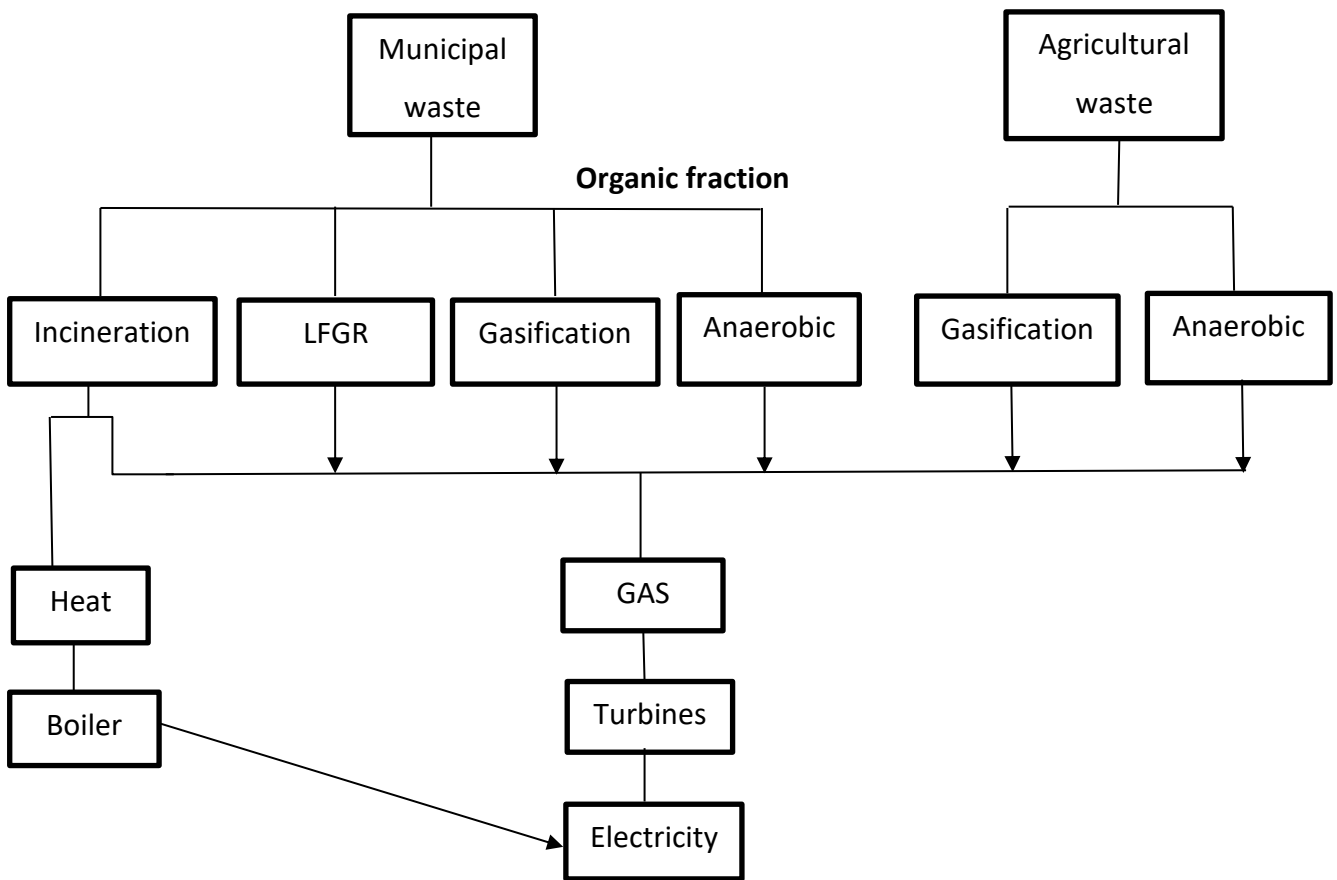 Municipal
waste
Agricultural
waste
Organic fraction
Incineration
LFGR
Gasification
Anaerobic
Gasification
Anaerobic
Heat
GAS
Boiler
Turbines
Electricity